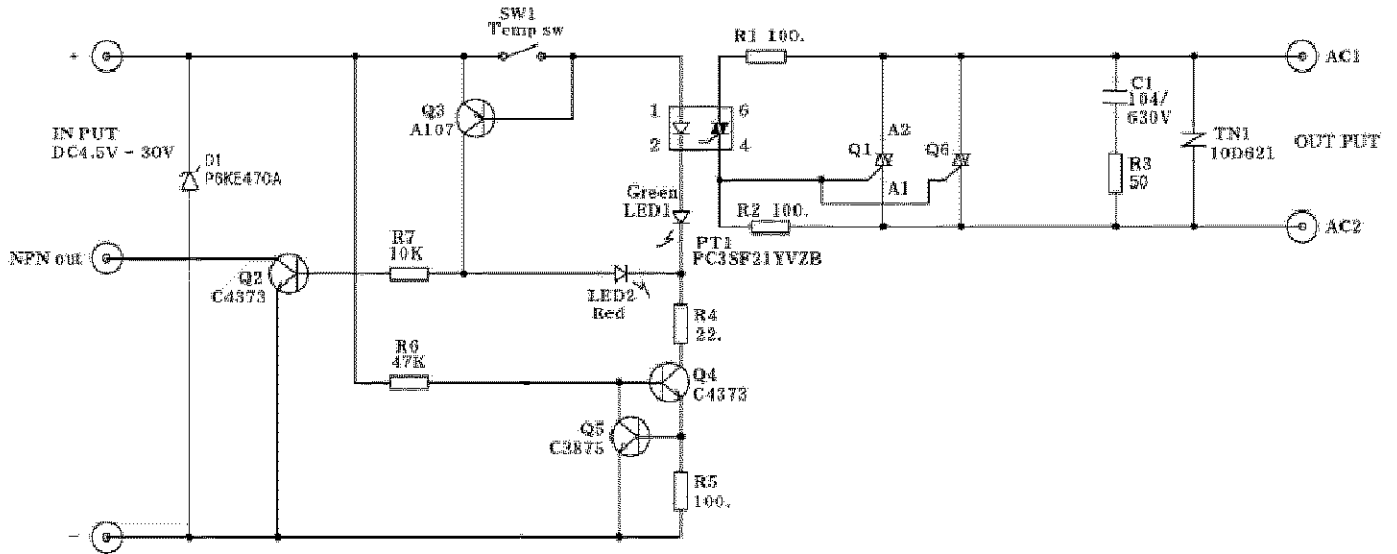 SW1
Temp sw
R1 100.
+
AC1
Q3
A107
1
6
2
4
C1
104/
630V
IN PUT
DC4.5V - 30V
D1
P6KE470A
A2
Q1
Q6
A1
TN1
10D621
OUT PUT
R3
50
Green
LED1
R2 100.
AC2
PT1
PC3SF21YVZB
NPN out
R7
10K
Q2
C4373
LED2
Red
R4
22.
R6
47K
Q4
C4373
Q5
C2875
R5
100.
-